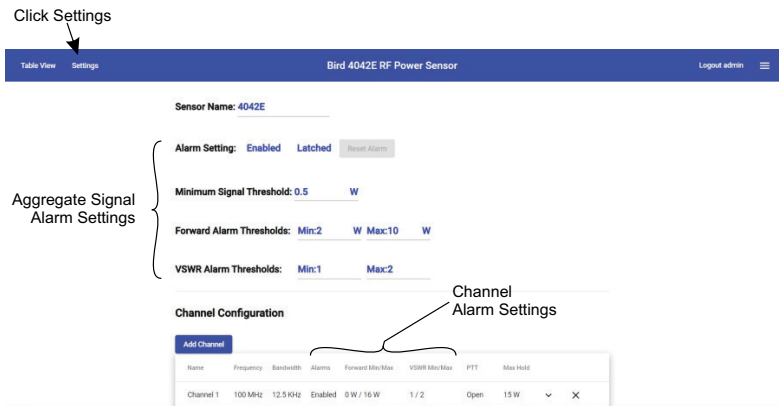 Click Settings
Table View Settings Bird 4042E RF Power Sensor Logout admin
Sensor Name: 4042E
Alarm Setting: Enabled Latched Reset Alarm
Minimum Signal Threshold: 0.5 W
Aggregate Signal
Alarm Settings
Forward Alarm Thresholds: Min:2 W Max:10 W
VSWR Alarm Thresholds: Min:1 Max:2
Channel
Alarm Settings
Channel Configuration
Add Channel
Name Frequency Bandwidth Alarms Forward Min/Max VSWR Min/Max PTT Max Hold
Channel 1 100 MHz 12.5 KHz Enabled 0 W / 16 W 1 / 2 Open 15 W